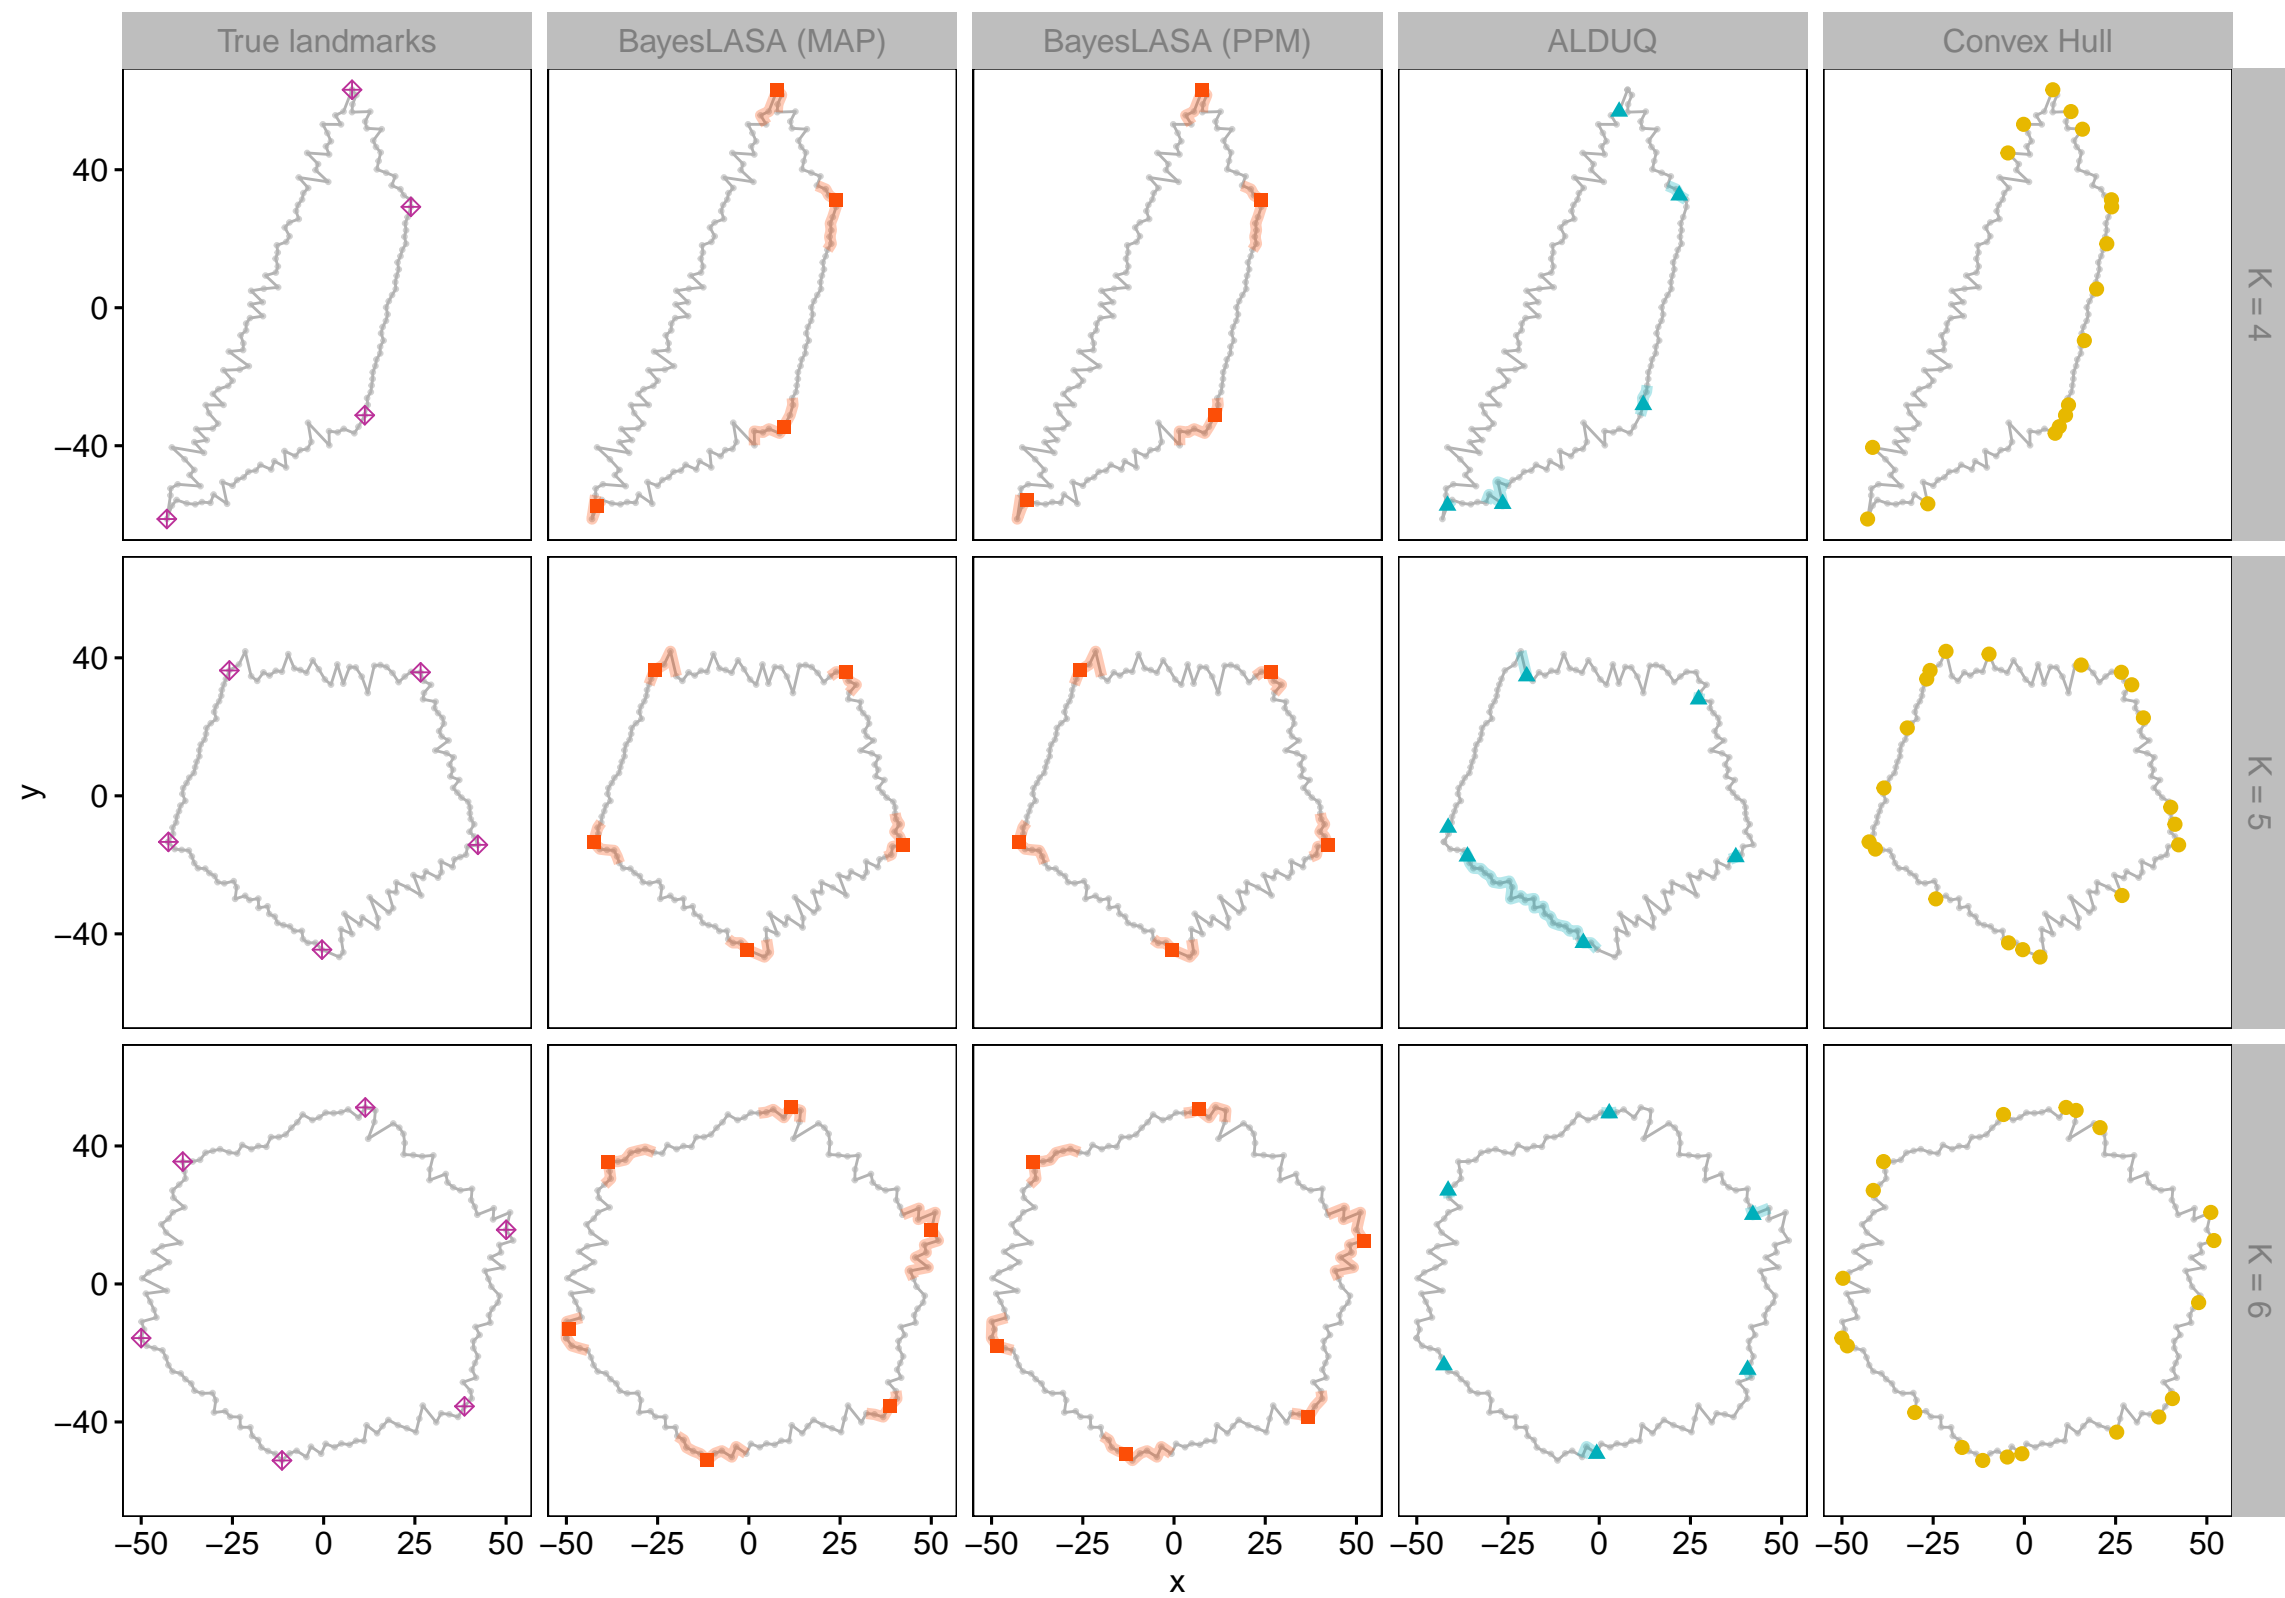 True landmarks BayesLASA (MAP) BayesLASA (PPM) ALDUQ Convex Hull
40
0
−40
K = 4
40
0
−40
K = 5
y
40
0
−40
K = 6
−50 −25 0 25 50 −50 −25 0 25 50 −50 −25 0 25 50 −50 −25 0 25 50 −50 −25 0 25 50
x